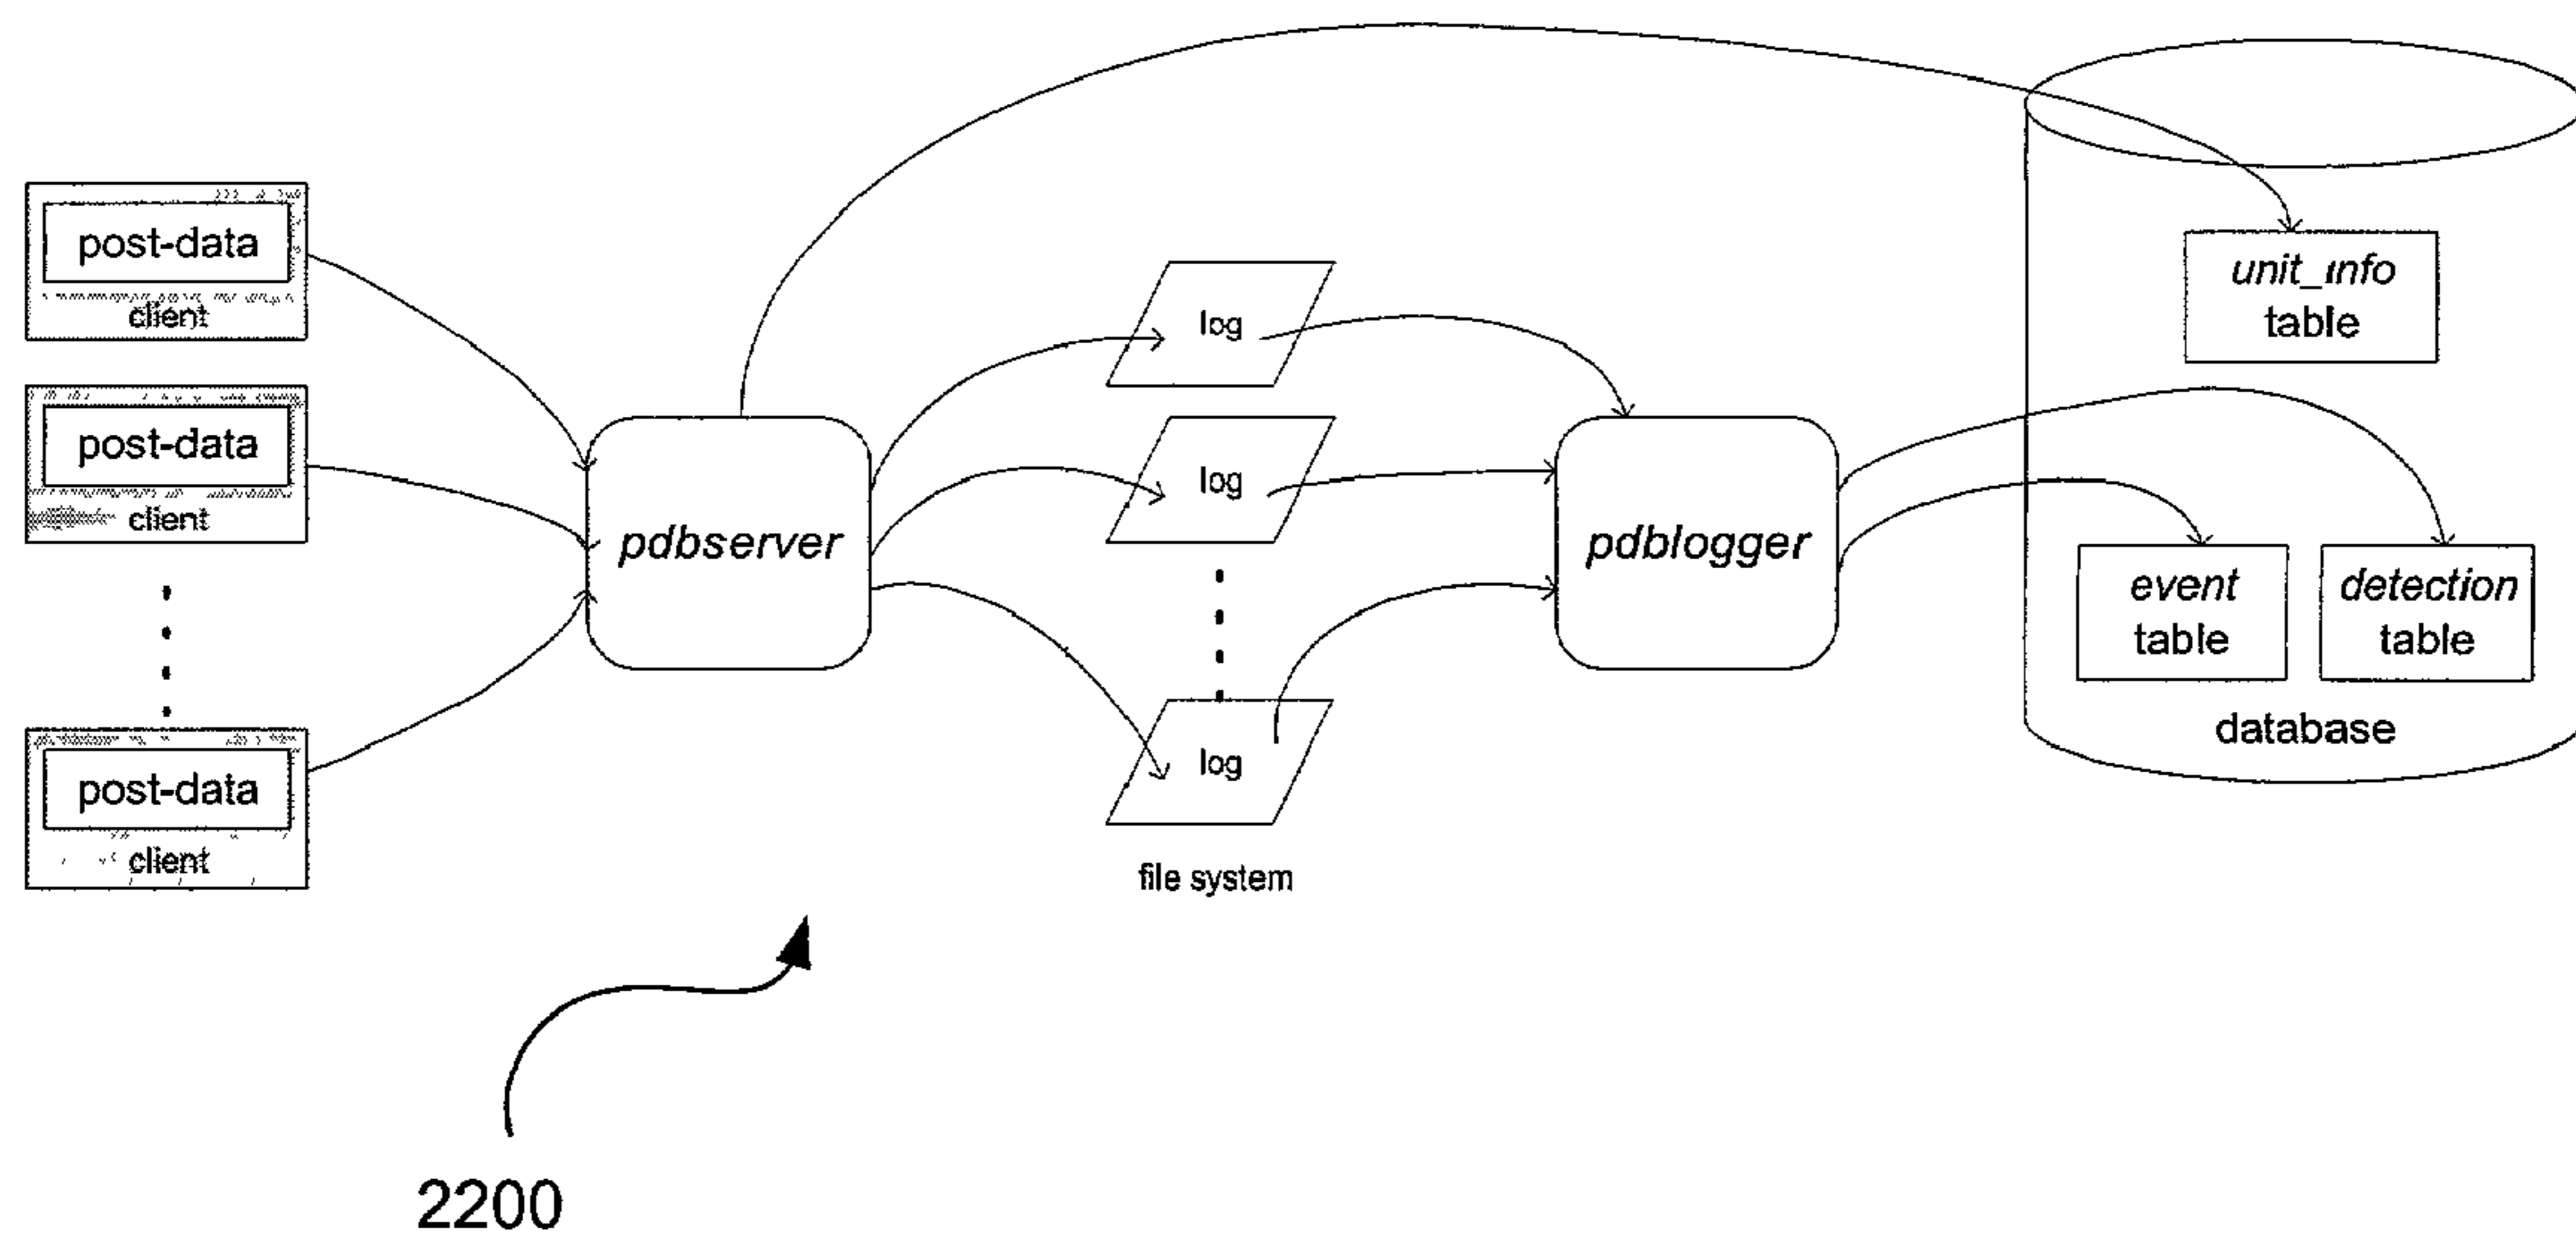 post-data
client
post-data
client
post-data
client
pdbserver
log
log
log
file system
pdblogger
unit_info
table
event
table
detection
table
database
2200